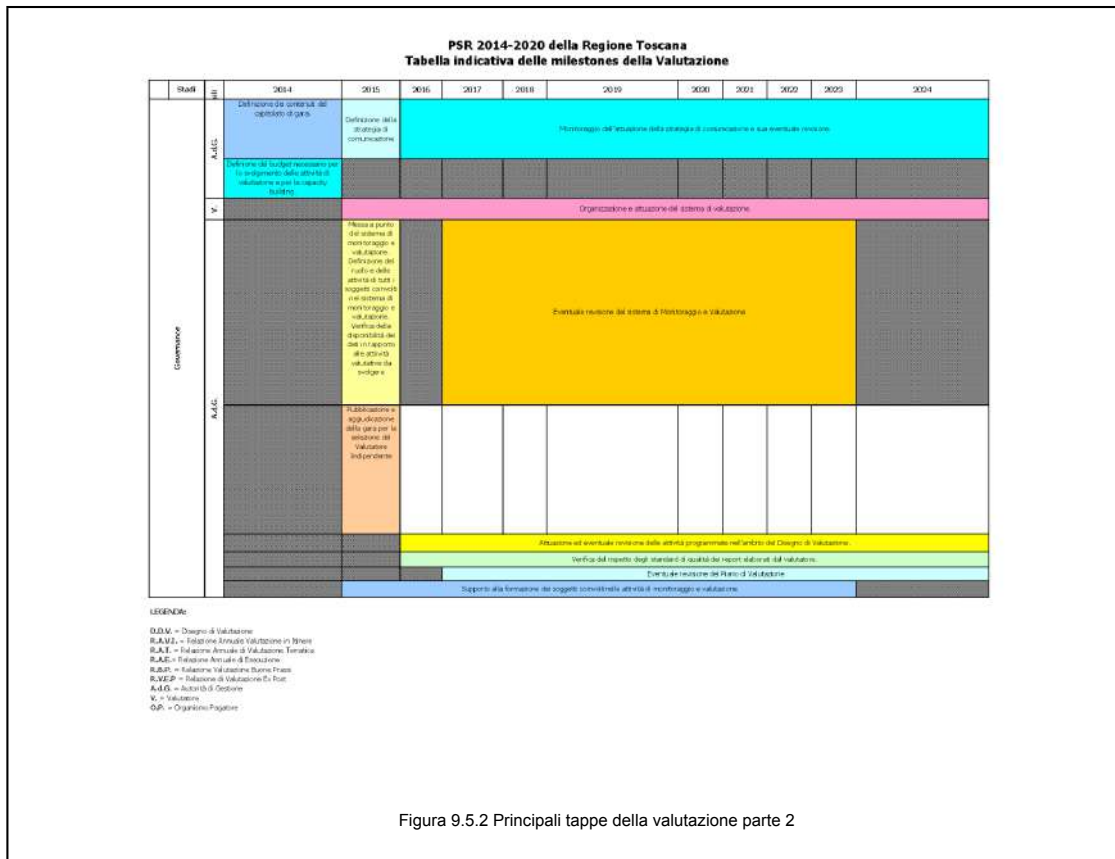 PSR 2014-2020 della Regione Toscana
Tabella indicativa delle milestones della Valutazione
Stadi
2014
2015
2016
2017
2018
2019
2020
2021
2022
2023
2024
Governance
A.d.G.
Definizione dei contenuti del
capitolato di gara.
Definizione della
strategia di
comunicazione
Monitoraggio dell'attuazione della strategia di comunicazione e sua eventuale revisione.
Definizione del budget necessario per
lo svolgimento delle attività di
valutazione e per la capacity
building
V.
Organizzazione e attuazione del sistema di valutazione.
A.d.G.
Messa a punto
del sistema di
monitoraggio e
valutazione.
Definizione del
ruolo e delle
attività di tutti i
soggetti coinvolti
nel sistema di
monitoraggio e
valutazione.
Verifica della
disponibilità dei
dati in rapporto
alle attività
valutative da
svolgere
Eventuale revisione del sistema di Monitoraggio e Valutazione
Pubblicazione e
aggiudicazione
della gara per la
selezione del
Valutatore
Indipendente
Attuazione ed eventuale revisione delle attività programmate nell'ambito del Disegno di Valutazione.
Verifica del rispetto degli standard di qualità dei report elaborati dal valutatore.
Eventuale revisione del Piano di Valutazione
Supporto alla formazione dei soggetti coinvolti nelle attività di monitoraggio e valutazione
LEGENDA:
D.D.V. = Disegno di Valutazione
R.A.V.I. = Relazione Annuale Valutazione in Itinere
R.A.T. = Relazione Annuale di Valutazione Tematica
R.A.E. = Relazione Annuale di Esecuzione
R.B.P. = Relazione Valutazione Buone Prassi
R.V.E.P = Relazione di Valutazione Ex Post
A.d.G. = Autorità di Gestione
V. = Valutatore
O.P. = Organismo Pagatore
Figura 9.5.2 Principali tappe della valutazione parte 2